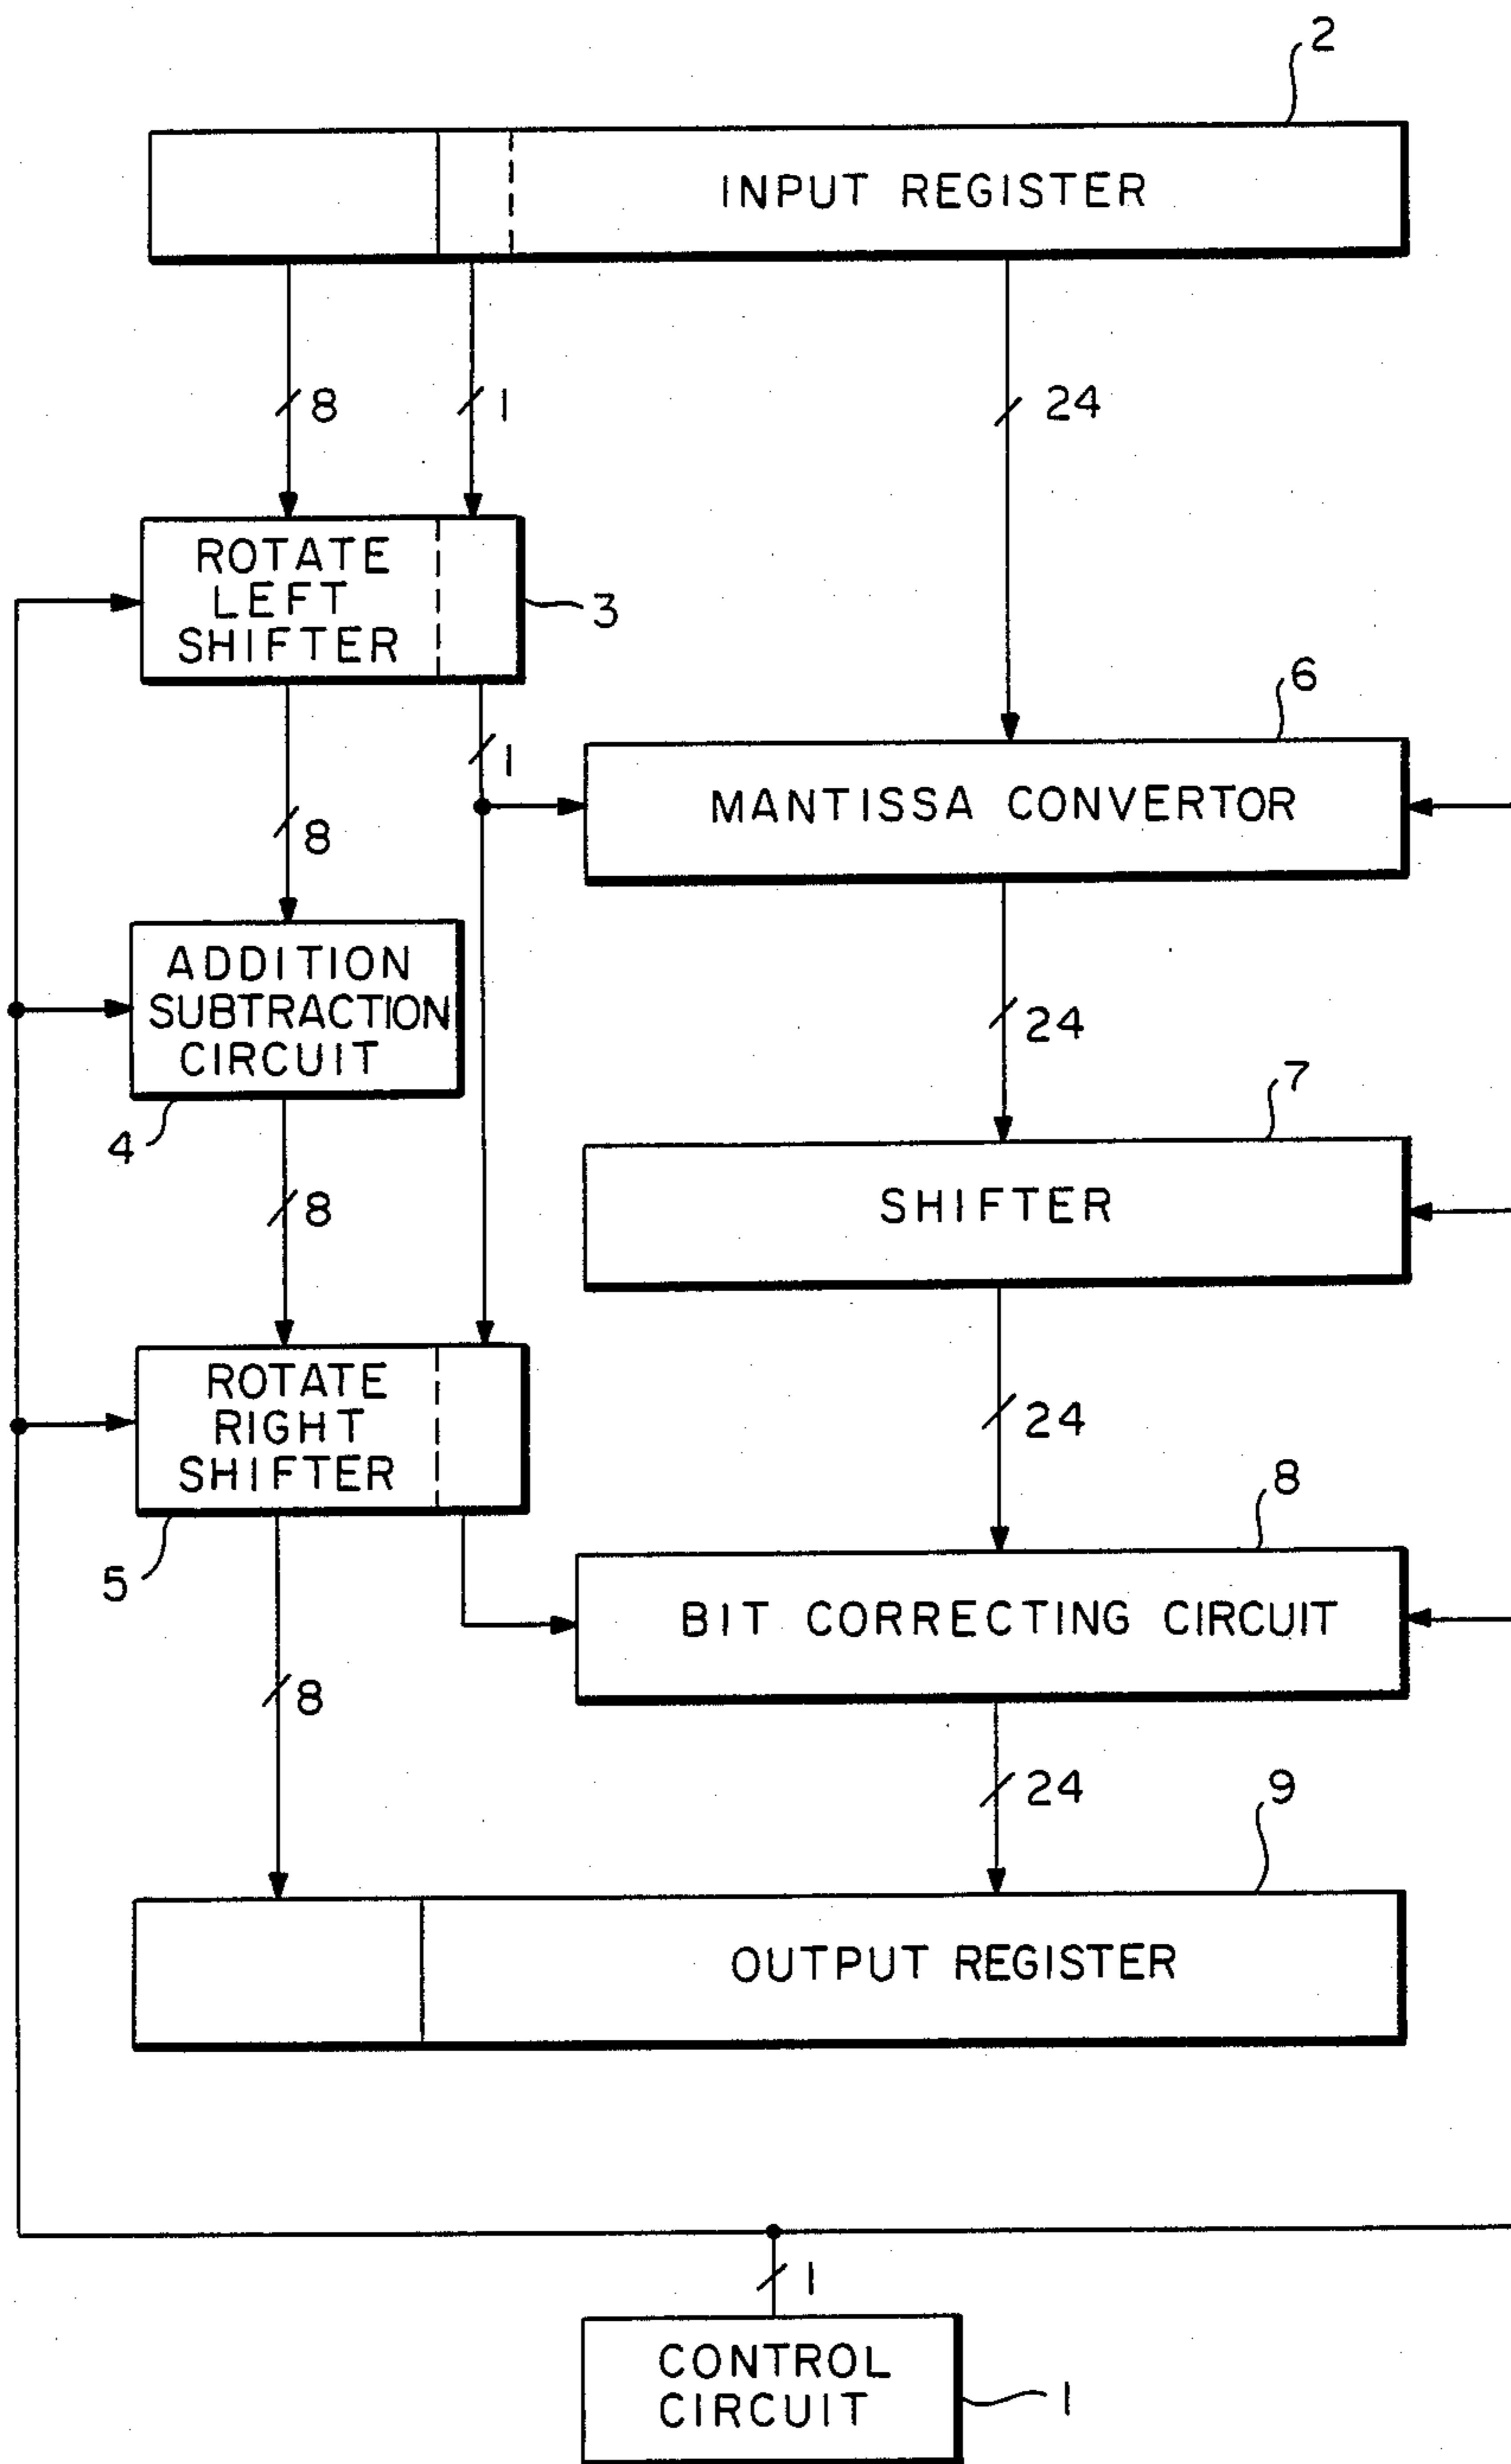 2
INPUT REGISTER
8
1
24
ROTATE
LEFT
SHIFTER
3
6
1
MANTISSA CONVERTOR
8
ADDITION
SUBTRACTION
CIRCUIT
4
24
7
8
SHIFTER
ROTATE
RIGHT
SHIFTER
5
24
8
BIT CORRECTING CIRCUIT
8
24
9
OUTPUT REGISTER
1
CONTROL
CIRCUIT
1